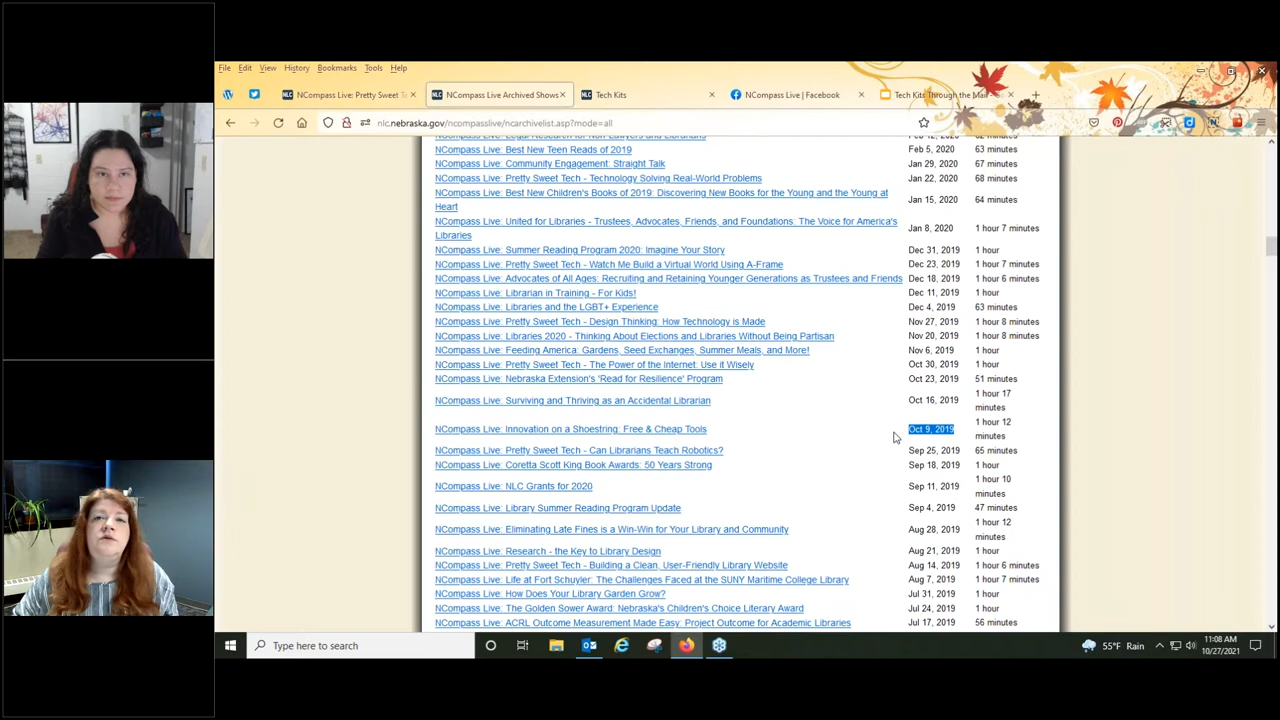 File Edit View History Bookmarks Tools Help
NCompass Live: Pretty Sweet T
NCompass Live Archived Shows
Tech Kits
NCompass Live | Facebook
Tech Kits Through the Mail -
nlc.nebraska.gov/ncompasslive/ncarchivelist.asp?mode=all
NCompass Live: Legal Research for Non-Lawyers and Librarians Feb 12, 2020 62 minutes
NCompass Live: Best New Teen Reads of 2019 Feb 5, 2020 63 minutes
NCompass Live: Community Engagement: Straight Talk Jan 29, 2020 67 minutes
NCompass Live: Pretty Sweet Tech - Technology Solving Real-World Problems Jan 22, 2020 68 minutes
NCompass Live: Best New Children's Books of 2019: Discovering New Books for the Young and the Young at
Heart Jan 15, 2020 64 minutes
NCompass Live: United for Libraries - Trustees, Advocates, Friends, and Foundations: The Voice for America's
Libraries Jan 8, 2020 1 hour 7 minutes
NCompass Live: Summer Reading Program 2020: Imagine Your Story Dec 31, 2019 1 hour
NCompass Live: Pretty Sweet Tech - Watch Me Build a Virtual World Using A-Frame Dec 23, 2019 1 hour 7 minutes
NCompass Live: Advocates of All Ages: Recruiting and Retaining Younger Generations as Trustees and Friends Dec 18, 2019 1 hour 6 minutes
NCompass Live: Librarian in Training - For Kids! Dec 11, 2019 1 hour
NCompass Live: Libraries and the LGBT+ Experience Dec 4, 2019 63 minutes
NCompass Live: Pretty Sweet Tech - Design Thinking: How Technology is Made Nov 27, 2019 1 hour 8 minutes
NCompass Live: Libraries 2020 - Thinking About Elections and Libraries Without Being Partisan Nov 20, 2019 1 hour 8 minutes
NCompass Live: Feeding America: Gardens, Seed Exchanges, Summer Meals, and More! Nov 6, 2019 1 hour
NCompass Live: Pretty Sweet Tech - The Power of the Internet: Use it Wisely Oct 30, 2019 1 hour
NCompass Live: Nebraska Extension's 'Read for Resilience' Program Oct 23, 2019 51 minutes
NCompass Live: Surviving and Thriving as an Accidental Librarian Oct 16, 2019 1 hour 17
minutes
NCompass Live: Innovation on a Shoestring: Free & Cheap Tools Oct 9, 2019 1 hour 12
minutes
NCompass Live: Pretty Sweet Tech - Can Librarians Teach Robotics? Sep 25, 2019 65 minutes
NCompass Live: Coretta Scott King Book Awards: 50 Years Strong Sep 18, 2019 1 hour
NCompass Live: NLC Grants for 2020 Sep 11, 2019 1 hour 10
minutes
NCompass Live: Library Summer Reading Program Update Sep 4, 2019 47 minutes
NCompass Live: Eliminating Late Fines is a Win-Win for Your Library and Community Aug 28, 2019 1 hour 12
minutes
NCompass Live: Research - the Key to Library Design Aug 21, 2019 1 hour
NCompass Live: Pretty Sweet Tech - Building a Clean, User-Friendly Library Website Aug 14, 2019 1 hour 6 minutes
NCompass Live: Life at Fort Schuyler: The Challenges Faced at the SUNY Maritime College Library Aug 7, 2019 1 hour 7 minutes
NCompass Live: How Does Your Library Garden Grow? Jul 31, 2019 1 hour
NCompass Live: The Golden Sower Award: Nebraska's Children's Choice Literary Award Jul 24, 2019 1 hour
NCompass Live: ACRL Outcome Measurement Made Easy: Project Outcome for Academic Libraries Jul 17, 2019 56 minutes
Type here to search
55°F Rain
11:08 AM
10/27/2021